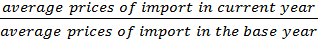 average prices of import in current year
average prices of import in the base year